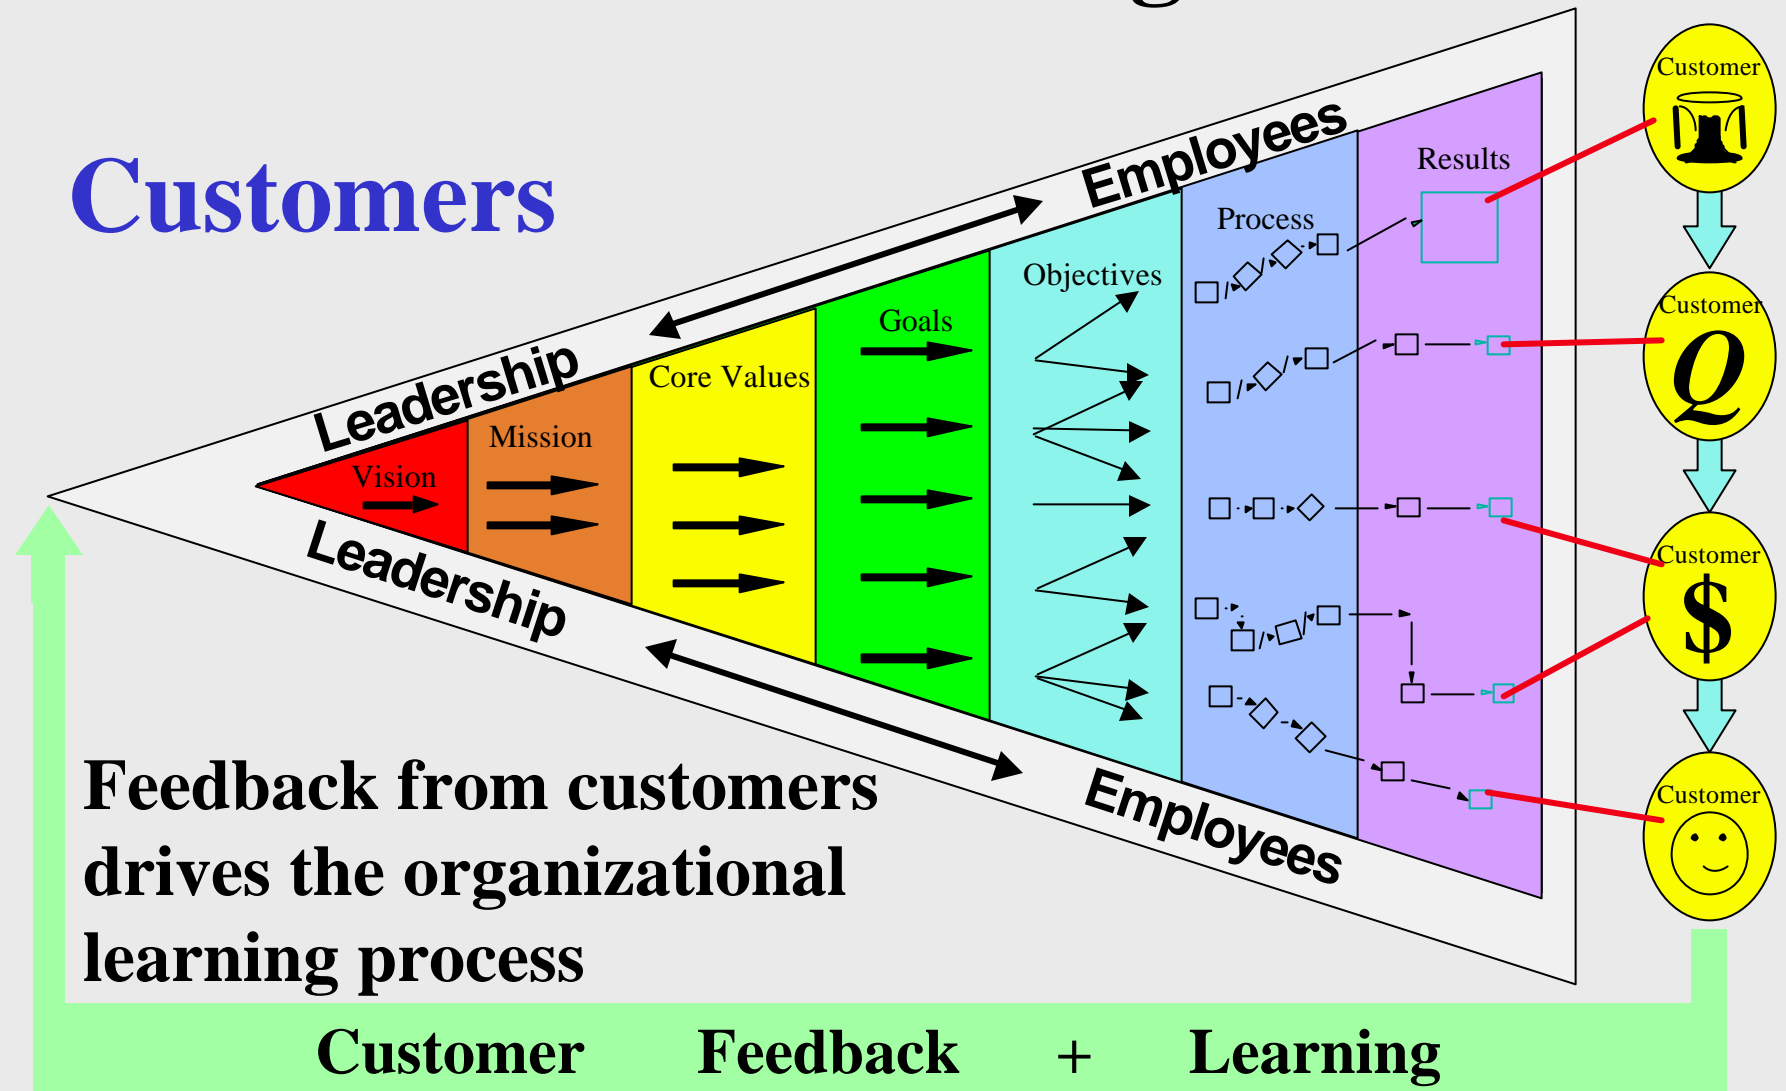 Customers
Employees
Leadership
Vision
Mission
Core Values
Goals
Objectives
Process
Results
Leadership
Employees
Customer
Customer
Q
Customer
$
Customer
Feedback from customers
drives the organizational
learning process
Customer Feedback + Learning